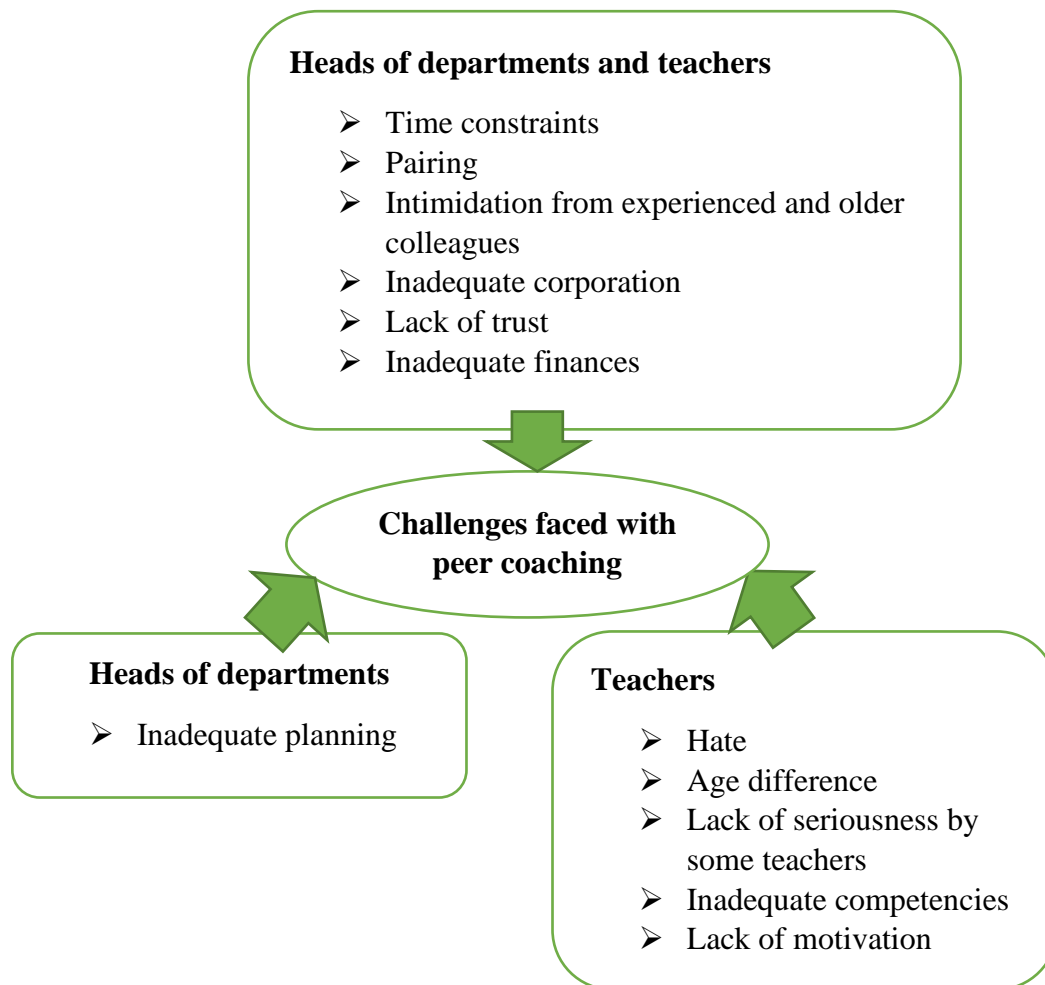 Heads of departments and teachers
➢ Time constraints
➢ Pairing
➢ Intimidation from experienced and older
colleagues
➢ Inadequate corporation
➢ Lack of trust
➢ Inadequate finances
Challenges faced with
peer coaching
Heads of departments
➢ Inadequate planning
Teachers
➢ Hate
➢ Age difference
➢ Lack of seriousness by
some teachers
➢ Inadequate competencies
➢ Lack of motivation